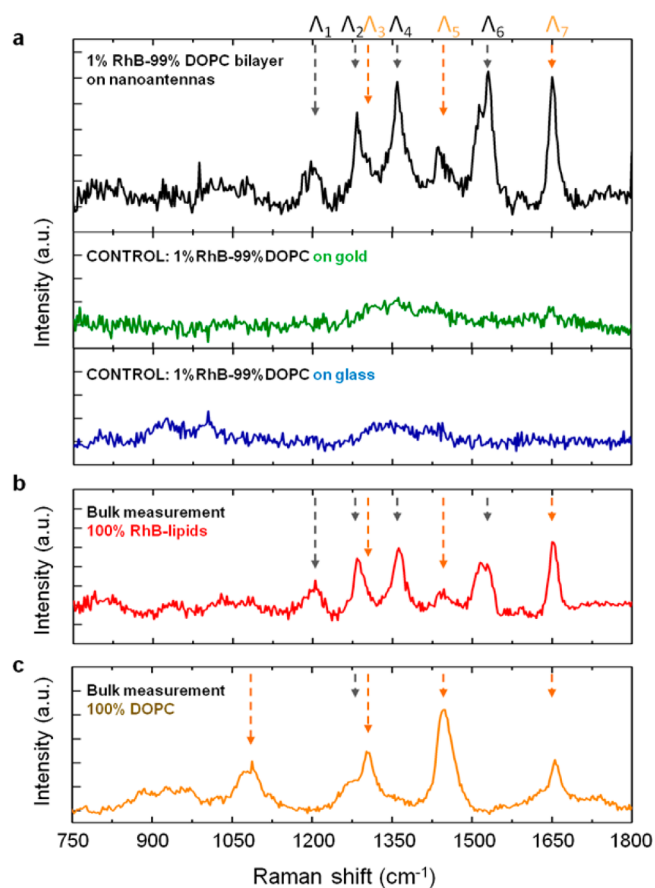 Λ1 Λ2 Λ3 Λ4 Λ5 Λ6 Λ7
a
1% RhB-99% DOPC bilayer
on nanoantennas
CONTROL: 1%RhB-99%DOPC on gold
CONTROL: 1%RhB-99%DOPC on glass
Intensity (a.u.)
b
Bulk measurement
100% RhB-lipids
Intensity (a.u.)
c
Bulk measurement
100% DOPC
Intensity (a.u.)
750 900 1050 1200 1350 1500 1650 1800
Raman shift (cm⁻¹)